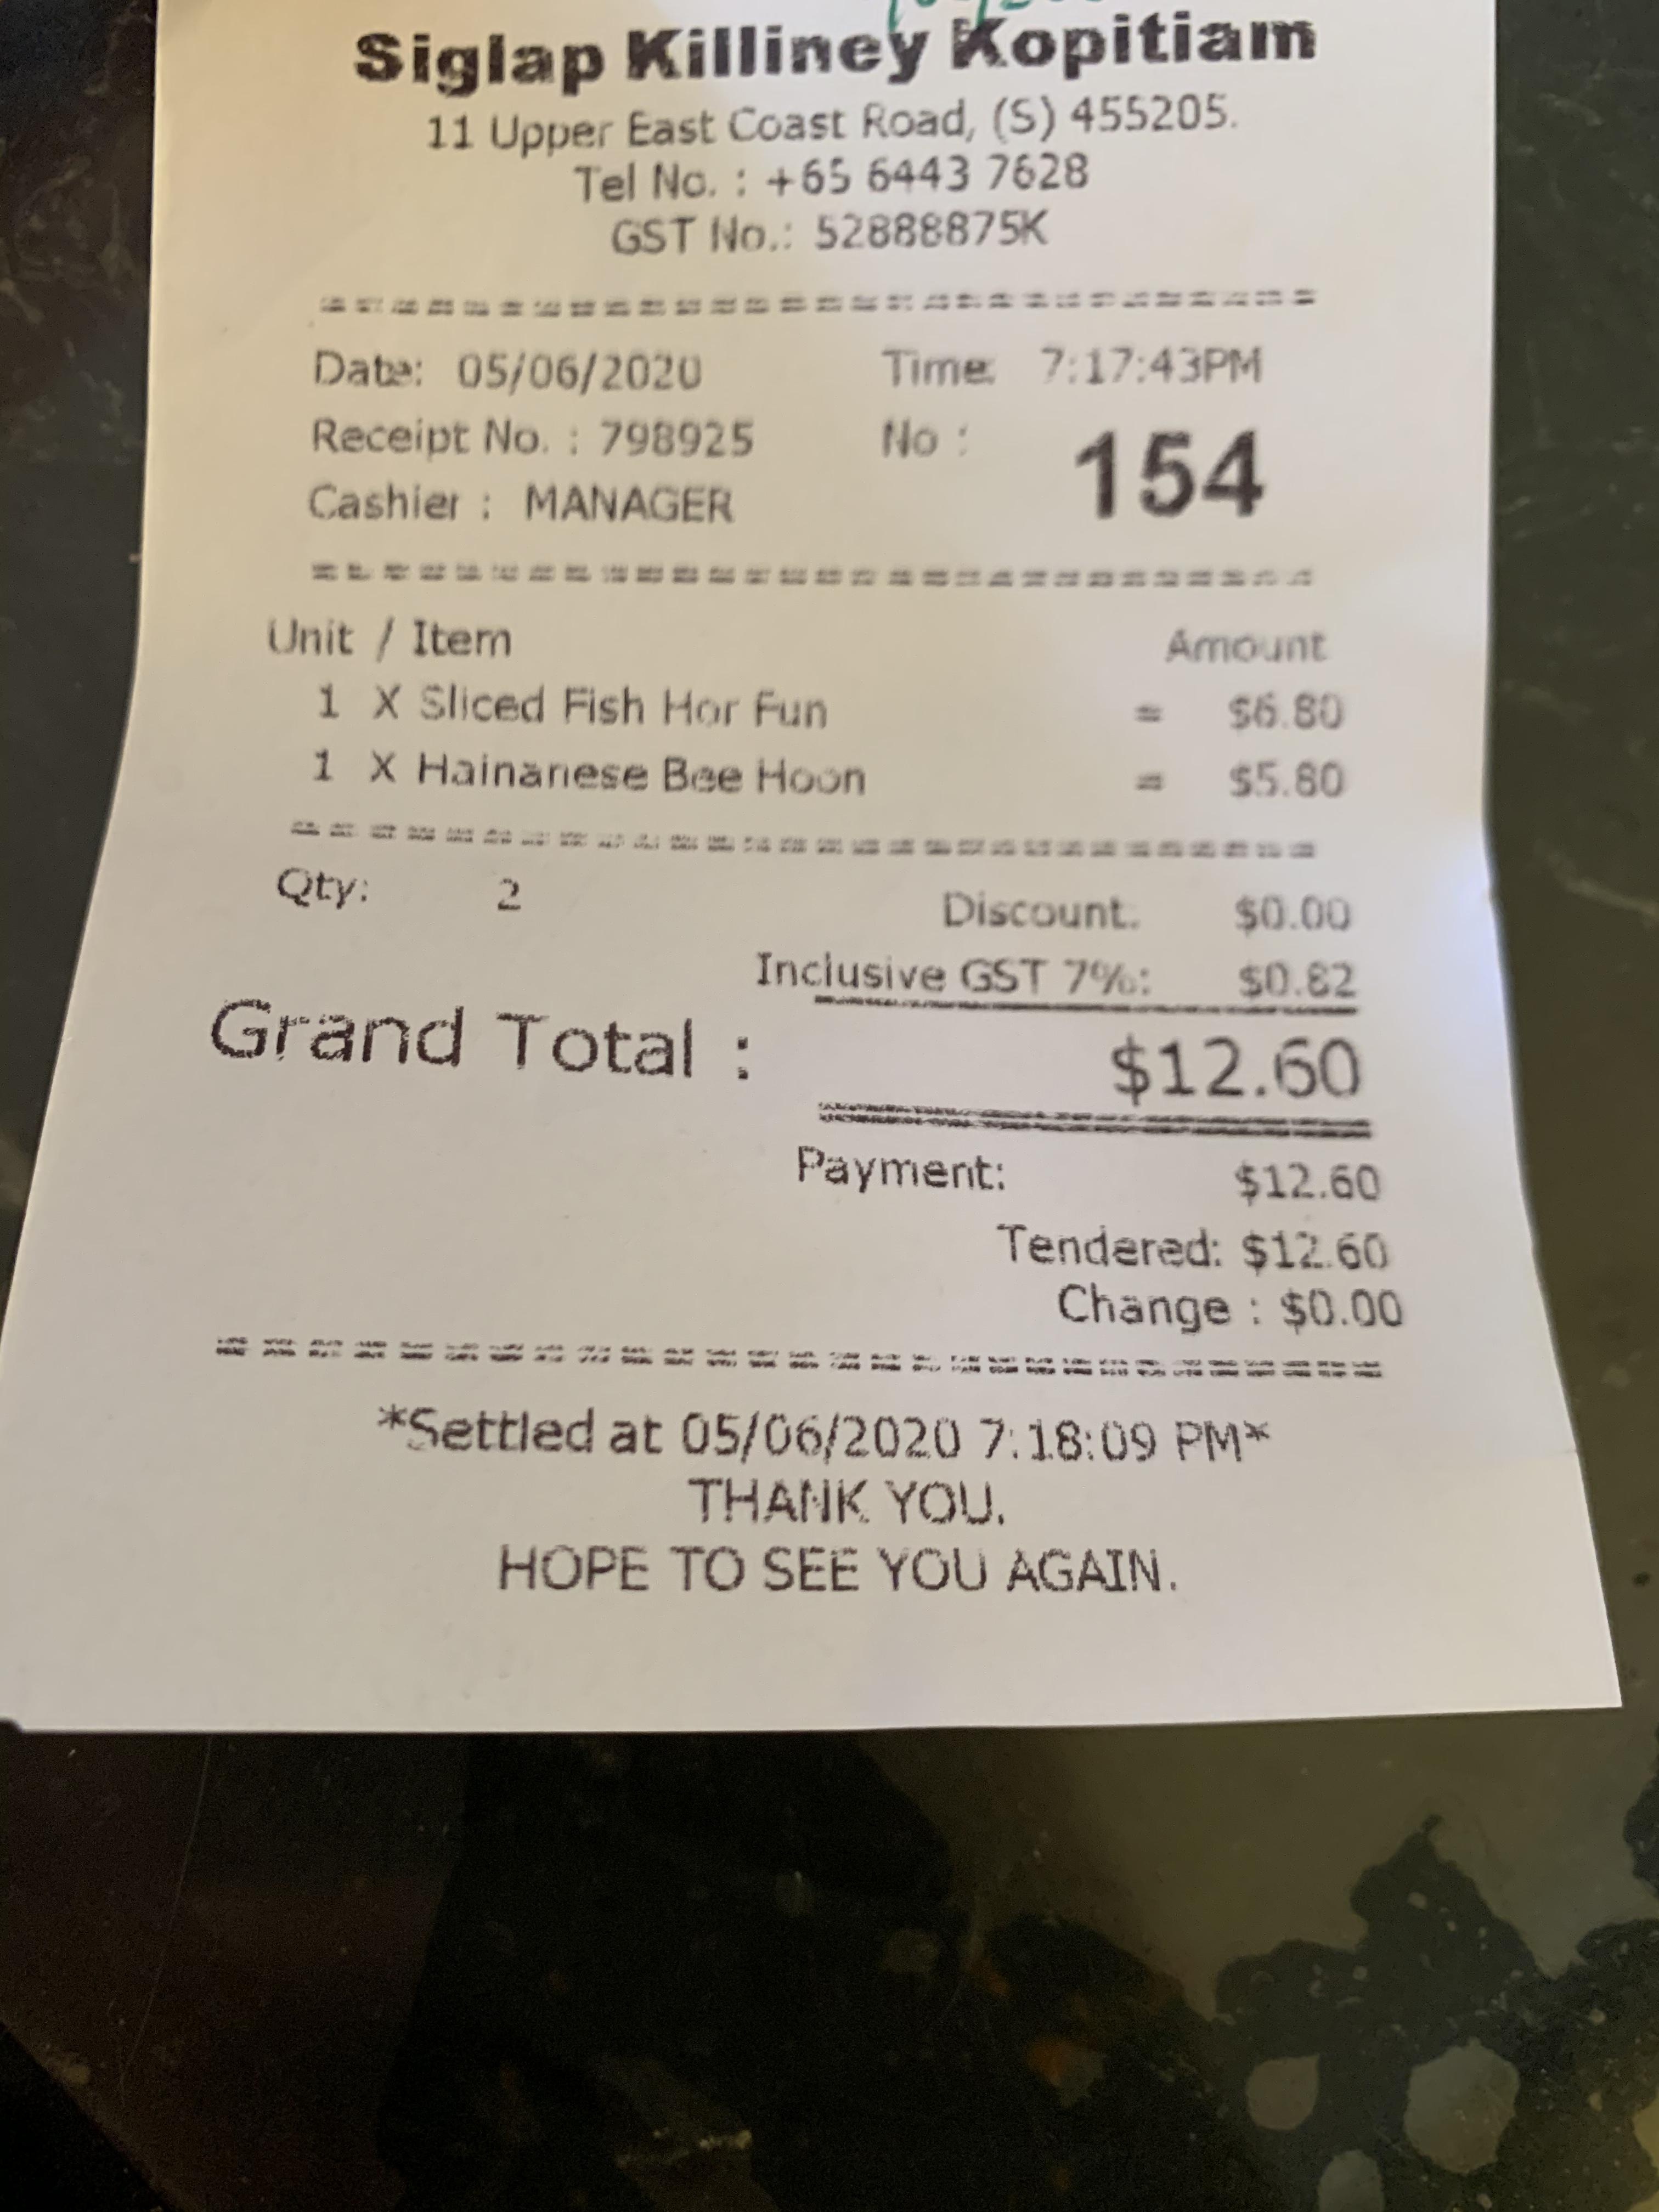 Siglap Killiney Kopitiam
11 Upper East Coast Road, (S) 455205.
Tel No. : +65 6443 7628
GST No.: 52888875K
Date: 05/06/2020 Time: 7:17:43PM
Receipt No. : 798925 No : 154
Cashier : MANAGER
Unit / Item Amount
1 X Sliced Fish Hor Fun = $6.80
1 X Hainanese Bee Hoon = $5.80
Qty: 2 Discount: $0.00
Inclusive GST 7%: $0.82
Grand Total : $12.60
Payment: $12.60
Tendered: $12.60
Change : $0.00
*Settled at 05/06/2020 7:18:09 PM*
THANK YOU.
HOPE TO SEE YOU AGAIN.